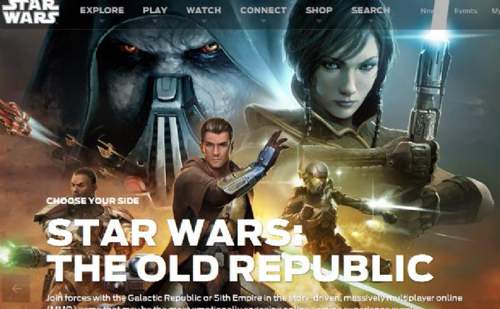 STAR WARS
EXPLORE PLAY WATCH CONNECT SHOP SEARCH Events
CHOOSE YOUR SIDE
STAR WARS:
THE OLD REPUBLIC
Join forces with the Galactic Republic or Sith Empire in the story-driven, massively multiplayer online